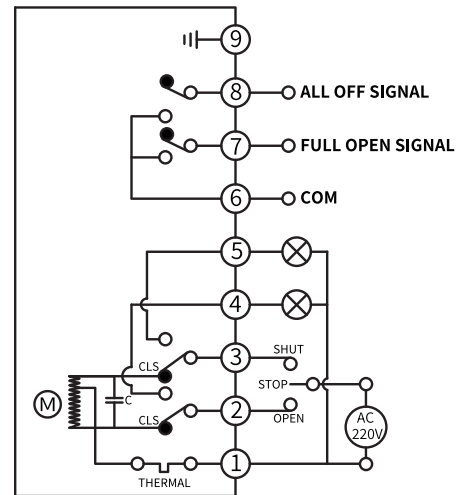 9
8 ALL OFF SIGNAL
7 FULL OPEN SIGNAL
6 COM
5
4
CLS 3 SHUT
C STOP
M CLS 2 OPEN
AC
220V
1
THERMAL